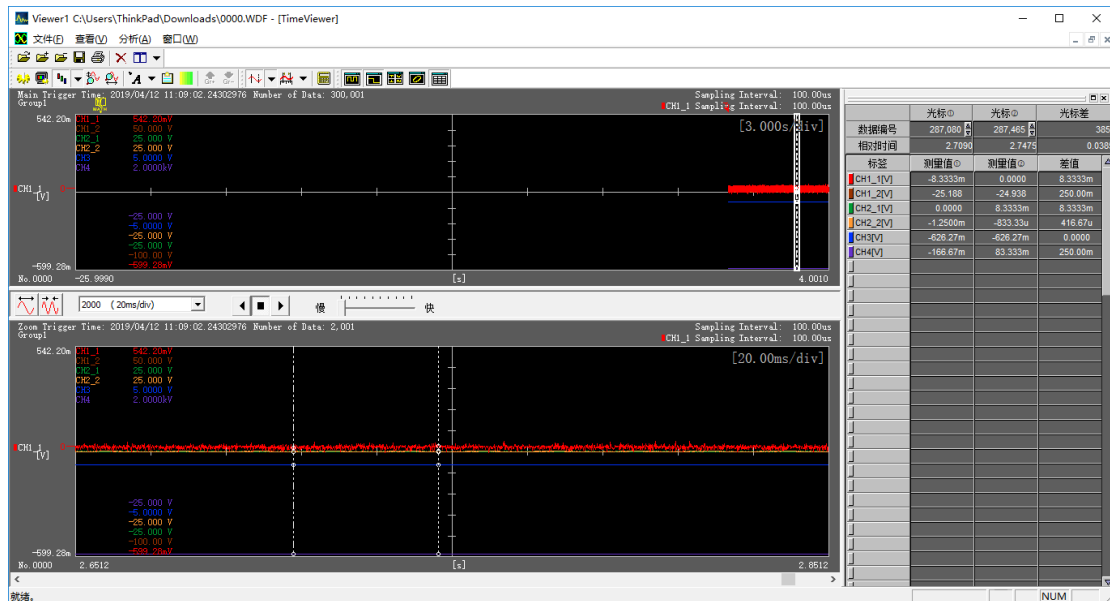 Viewer1 C:\Users\ThinkPad\Downloads\0000.WDF - [TimeViewer]
文件(F) 查看(V) 分析(A) 窗口(W)
Main Trigger Time: 2019/04/12 11:09:02.24302976 Number of Data: 300,001 Sampling Interval: 100.00us
Group1 CH1_1 Sampling Interval: 100.00us
542.20m CH1_1 542.20mV
[3.000s/div]
CH1_2 50.000 V
CH2_1 25.000 V
CH2_2 25.000 V
CH3 5.0000 V
CH4 2.0000kV
CH1_1
[V]
-25.000 V
-5.0000 V
-25.000 V
-25.000 V
-100.00 V
-599.28m -599.28mV
No.0000 -25.9990 [s] 4.0010
2000 ( 20ms/div) 慢 快
Zoom Trigger Time: 2019/04/12 11:09:02.24302976 Number of Data: 2,001 Sampling Interval: 100.00us
Group1 CH1_1 Sampling Interval: 100.00us
542.20m CH1_1 542.20mV
[20.00ms/div]
CH1_2 50.000 V
CH2_1 25.000 V
CH2_2 25.000 V
CH3 5.0000 V
CH4 2.0000kV
CH1_1
[V]
-25.000 V
-5.0000 V
-25.000 V
-25.000 V
-100.00 V
-599.28m -599.28mV
No.0000 2.6512 [s] 2.8512
光标① 光标② 光标差
数据编号 287,080 287,465 385
相对时间 2.7090 2.7475
标签 测量值① 测量值② 差值
CH1_1[V] -8.3333m 0.0000 8.3333m
CH1_2[V] -25.188 -24.938 250.00m
CH2_1[V] 0.0000 8.3333m 8.3333m
CH2_2[V] -1.2500m -833.33u 416.67u
CH3[V] -626.27m -626.27m 0.0000
CH4[V] -166.67m 83.333m 250.00m
就绪。 NUM